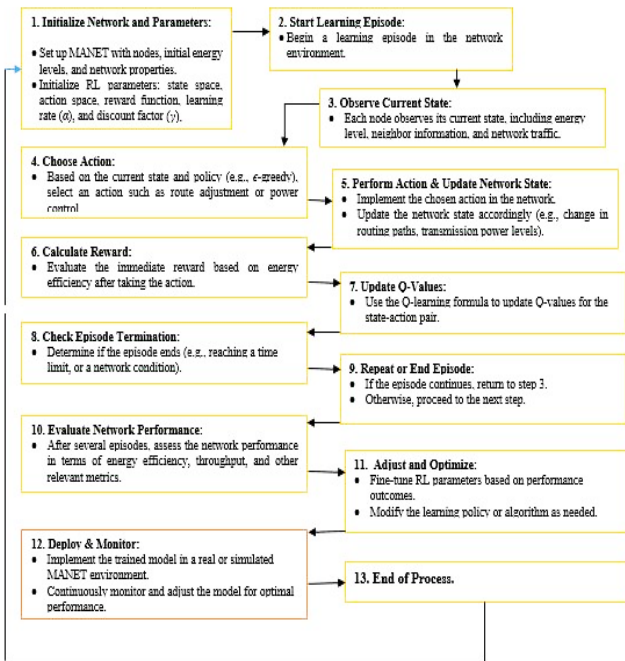 1. Initialize Network and Parameters:
• Set up MANET with nodes, initial energy
levels, and network properties.
• Initialize RL parameters: state space,
action space, reward function, learning
rate (α), and discount factor (γ).
2. Start Learning Episode:
• Begin a learning episode in the network
environment.
3. Observe Current State:
• Each node observes its current state, including energy
level, neighbor information, and network traffic.
4. Choose Action:
• Based on the current state and policy (e.g., ϵ-greedy),
select an action such as route adjustment or power
control.
5. Perform Action & Update Network State:
• Implement the chosen action in the network.
• Update the network state accordingly (e.g., change in
routing paths, transmission power levels).
6. Calculate Reward:
• Evaluate the immediate reward based on energy
efficiency after taking the action.
7. Update Q-Values:
• Use the Q-learning formula to update Q-values for the
state-action pair.
8. Check Episode Termination:
• Determine if the episode ends (e.g., reaching a time
limit, or a network condition).
9. Repeat or End Episode:
• If the episode continues, return to step 3.
• Otherwise, proceed to the next step.
10. Evaluate Network Performance:
• After several episodes, assess the network performance
in terms of energy efficiency, throughput, and other
relevant metrics.
11. Adjust and Optimize:
• Fine-tune RL parameters based on performance
outcomes.
• Modify the learning policy or algorithm as needed.
12. Deploy & Monitor:
• Implement the trained model in a real or simulated
MANET environment.
• Continuously monitor and adjust the model for optimal
performance.
13. End of Process.